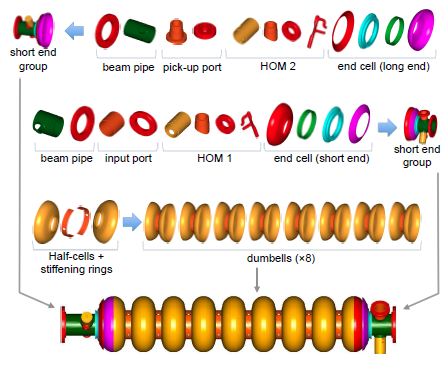 short end
group
beam pipe
pick-up port
HOM 2
end cell (long end)
beam pipe
input port
HOM 1
end cell (short end)
short end
group
Half-cells +
stiffening rings
dumbells (×8)